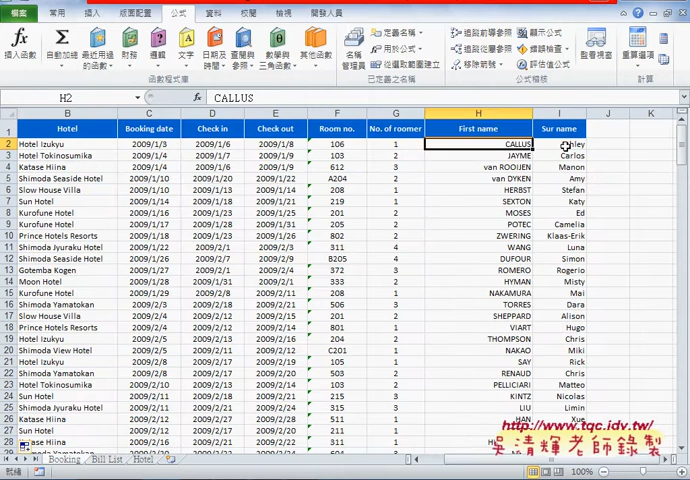 檔案 常用 插入 版面配置 公式 資料 校閱 檢視 開發人員
插入函數 自動加總 最近用過的函數 財務 邏輯 文字 日期及時間 查閱與參照 數學與三角函數 其他函數 名稱管理員 定義名稱 用於公式 從選取範圍建立 追蹤前導參照 追蹤從屬參照 移除箭號 錯誤檢查 評估值公式 監看視窗 計算選項
函數程式庫 已定義之名稱 公式稽核 計算
H2 fx CALLUS
B C D E F G H I J K
1 Hotel Booking date Check in Check out Room no. No. of roomer First name Sur name
2 Hotel Izukyu 2009/1/3 2009/1/6 2009/1/8 106 1 CALLUS
3 Hotel Tokinosumika 2009/1/4 2009/1/7 2009/1/9 103 2 JAYME Carlos
4 Katase Hiina 2009/1/4 2009/1/6 2009/1/9 612 3 van ROOIJEN Manon
5 Shimoda Seaside Hotel 2009/1/10 2009/1/20 2009/1/22 A204 2 van DYKEN Amy
6 Slow House Villa 2009/1/13 2009/1/14 2009/1/14 208 1 HERBST Stefan
7 Sun Hotel 2009/1/14 2009/1/21 2009/1/22 219 1 SEXTON Katy
8 Kurofune Hotel 2009/1/16 2009/1/23 2009/1/25 201 2 MOSES Ed
9 Kurofune Hotel 2009/1/16 2009/1/24 2009/1/27 205 2 POTEC Camelia
10 Prince Hotels Resorts 2009/1/21 2009/1/26 2009/1/27 802 2 ZWERING Klaas-Erik
11 Shimoda Jyuraku Hotel 2009/1/22 2009/2/1 2009/2/3 311 4 WANG Luna
12 Shimoda Seaside Hotel 2009/1/26 2009/2/7 2009/2/9 B205 4 DUFOUR Simon
13 Gotemba Kogen 2009/1/27 2009/2/1 2009/2/4 372 3 ROMERO Rogerio
14 Moon Hotel 2009/1/31 2009/2/8 2009/2/10 333 2 HYMAN Misty
15 Kurofune Hotel 2009/1/31 2009/2/9 2009/2/11 208 1 NAKAMURA Mai
16 Shimoda Yamatokan 2009/2/3 2009/2/14 2009/2/18 506 3 TORRES Dara
17 Slow House Villa 2009/2/4 2009/2/10 2009/2/13 201 2 SHEPPARD Alison
18 Prince Hotels Resorts 2009/2/4 2009/2/12 2009/2/14 801 1 VIART Hugo
19 Hotel Izukyu 2009/2/4 2009/2/13 2009/2/16 203 1 THOMPSON Chris
20 Shimoda View Hotel 2009/2/5 2009/2/14 2009/2/16 C201 1 NAKAO Miki
21 Hotel Izukyu 2009/2/7 2009/2/16 2009/2/18 105 1 SAY Rick
22 Shimoda Yamatokan 2009/2/8 2009/2/14 2009/2/17 503 2 RENAUD Chris
23 Hotel Tokinosumika 2009/2/10 2009/2/13 2009/2/14 103 2 PELLICIARI Matteo
24 Sun Hotel 2009/2/11 2009/2/23 2009/2/24 215 3 KINTZ Nicolas
25 Shimoda Jyuraku Hotel 2009/2/12 2009/2/15 2009/2/17 315 3 LIU Limin
26 Katase Hiina 2009/2/12 2009/2/27 2009/2/28 511 1 HAN Xue
27 Sun Hotel 2009/2/13 2009/2/18 2009/2/20 211 1
28 Katase Hiina 2009/2/14 2009/2/20 2009/2/22 314 1
29
http://www.tqc.idv.tw/
吳清輝老師錄製
Booking Bill List Hotel
就緒 100%